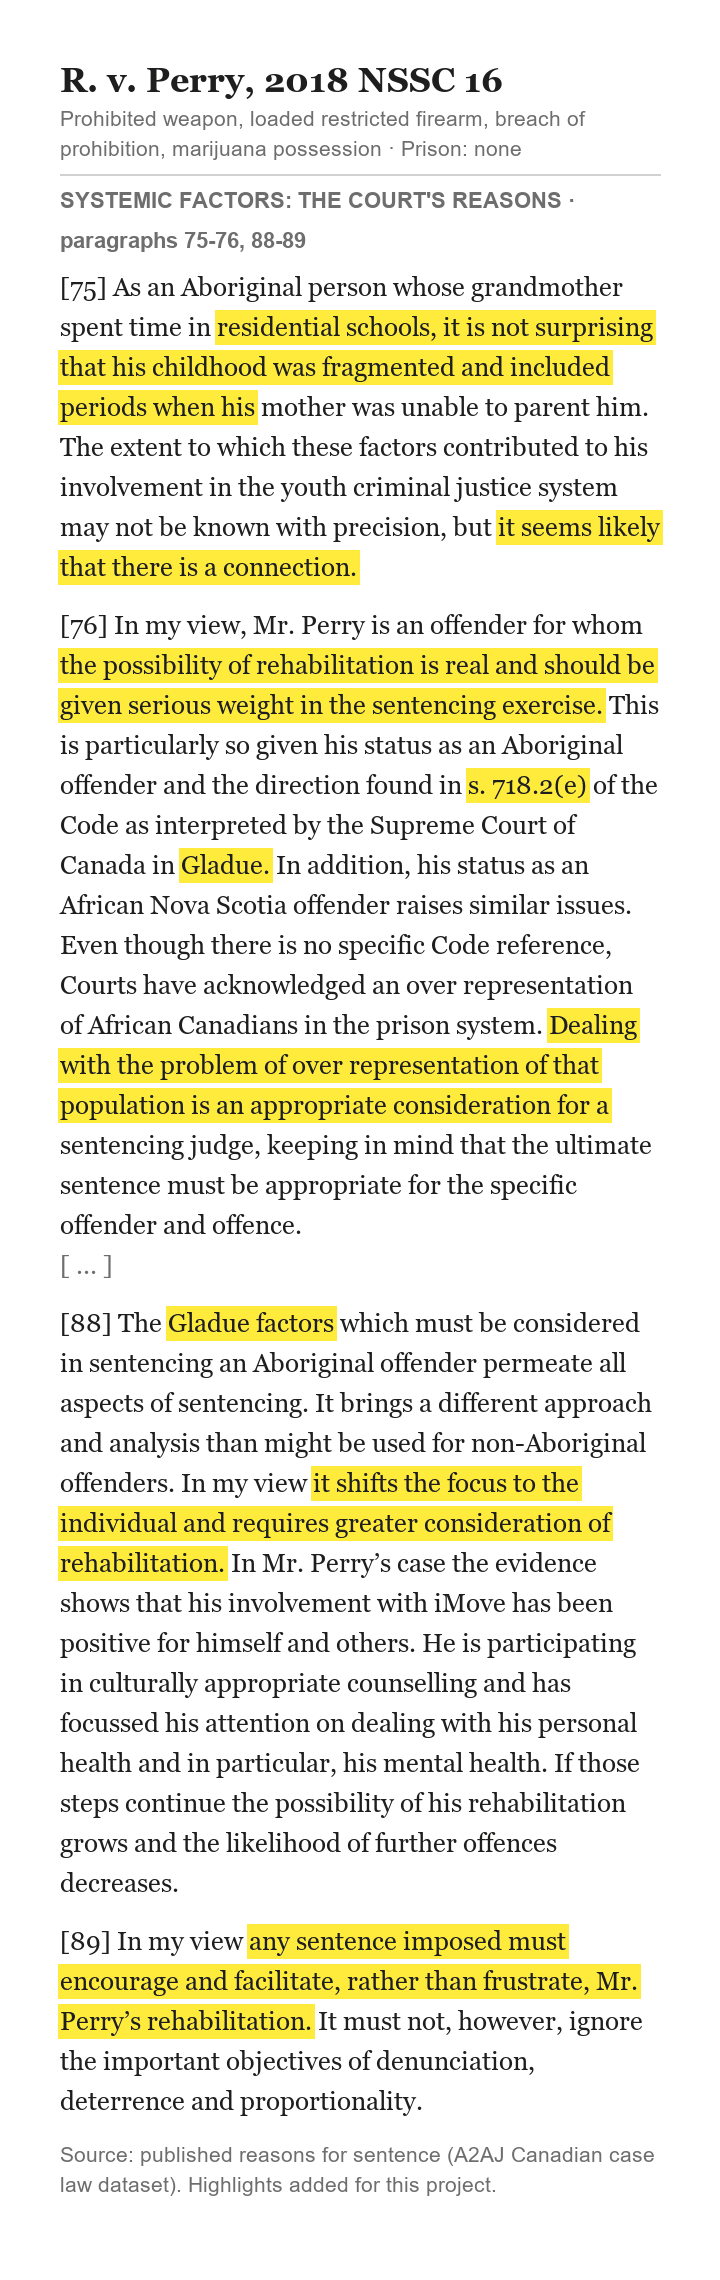 R. v. Perry, 2018 NSSC 16
Prohibited weapon, loaded restricted firearm, breach of
prohibition, marijuana possession · Prison: none
SYSTEMIC FACTORS: THE COURT'S REASONS ·
paragraphs 75-76, 88-89
[75] As an Aboriginal person whose grandmother
spent time in residential schools, it is not surprising
that his childhood was fragmented and included
periods when his mother was unable to parent him.
The extent to which these factors contributed to his
involvement in the youth criminal justice system
may not be known with precision, but it seems likely
that there is a connection.
[76] In my view, Mr. Perry is an offender for whom
the possibility of rehabilitation is real and should be
given serious weight in the sentencing exercise. This
is particularly so given his status as an Aboriginal
offender and the direction found in s. 718.2(e) of the
Code as interpreted by the Supreme Court of
Canada in Gladue. In addition, his status as an
African Nova Scotia offender raises similar issues.
Even though there is no specific Code reference,
Courts have acknowledged an over representation
of African Canadians in the prison system. Dealing
with the problem of over representation of that
population is an appropriate consideration for a
sentencing judge, keeping in mind that the ultimate
sentence must be appropriate for the specific
offender and offence.
[ … ]
[88] The Gladue factors which must be considered
in sentencing an Aboriginal offender permeate all
aspects of sentencing. It brings a different approach
and analysis than might be used for non-Aboriginal
offenders. In my view it shifts the focus to the
individual and requires greater consideration of
rehabilitation. In Mr. Perry’s case the evidence
shows that his involvement with iMove has been
positive for himself and others. He is participating
in culturally appropriate counselling and has
focussed his attention on dealing with his personal
health and in particular, his mental health. If those
steps continue the possibility of his rehabilitation
grows and the likelihood of further offences
decreases.
[89] In my view any sentence imposed must
encourage and facilitate, rather than frustrate, Mr.
Perry’s rehabilitation. It must not, however, ignore
the important objectives of denunciation,
deterrence and proportionality.
Source: published reasons for sentence (A2AJ Canadian case
law dataset). Highlights added for this project.